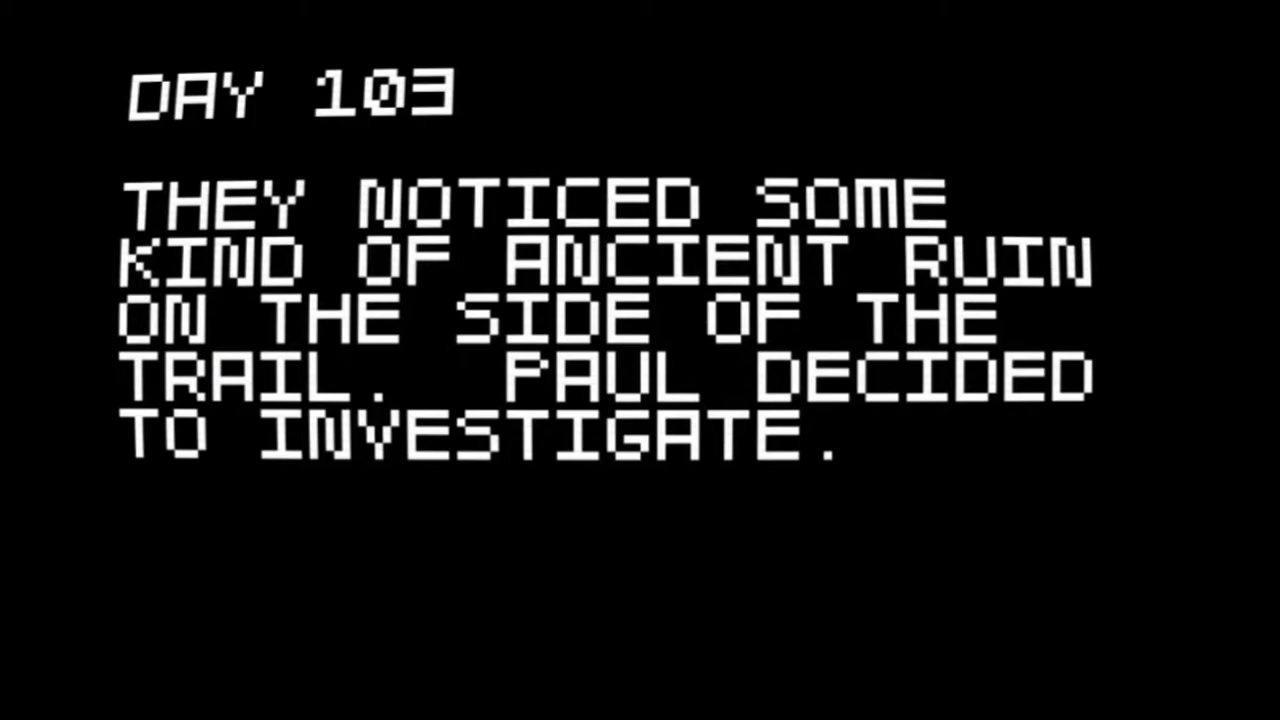 DAY 103
THEY NOTICED SOME
KIND OF ANCIENT RUIN
ON THE SIDE OF THE
TRAIL.  PAUL DECIDED
TO INVESTIGATE.